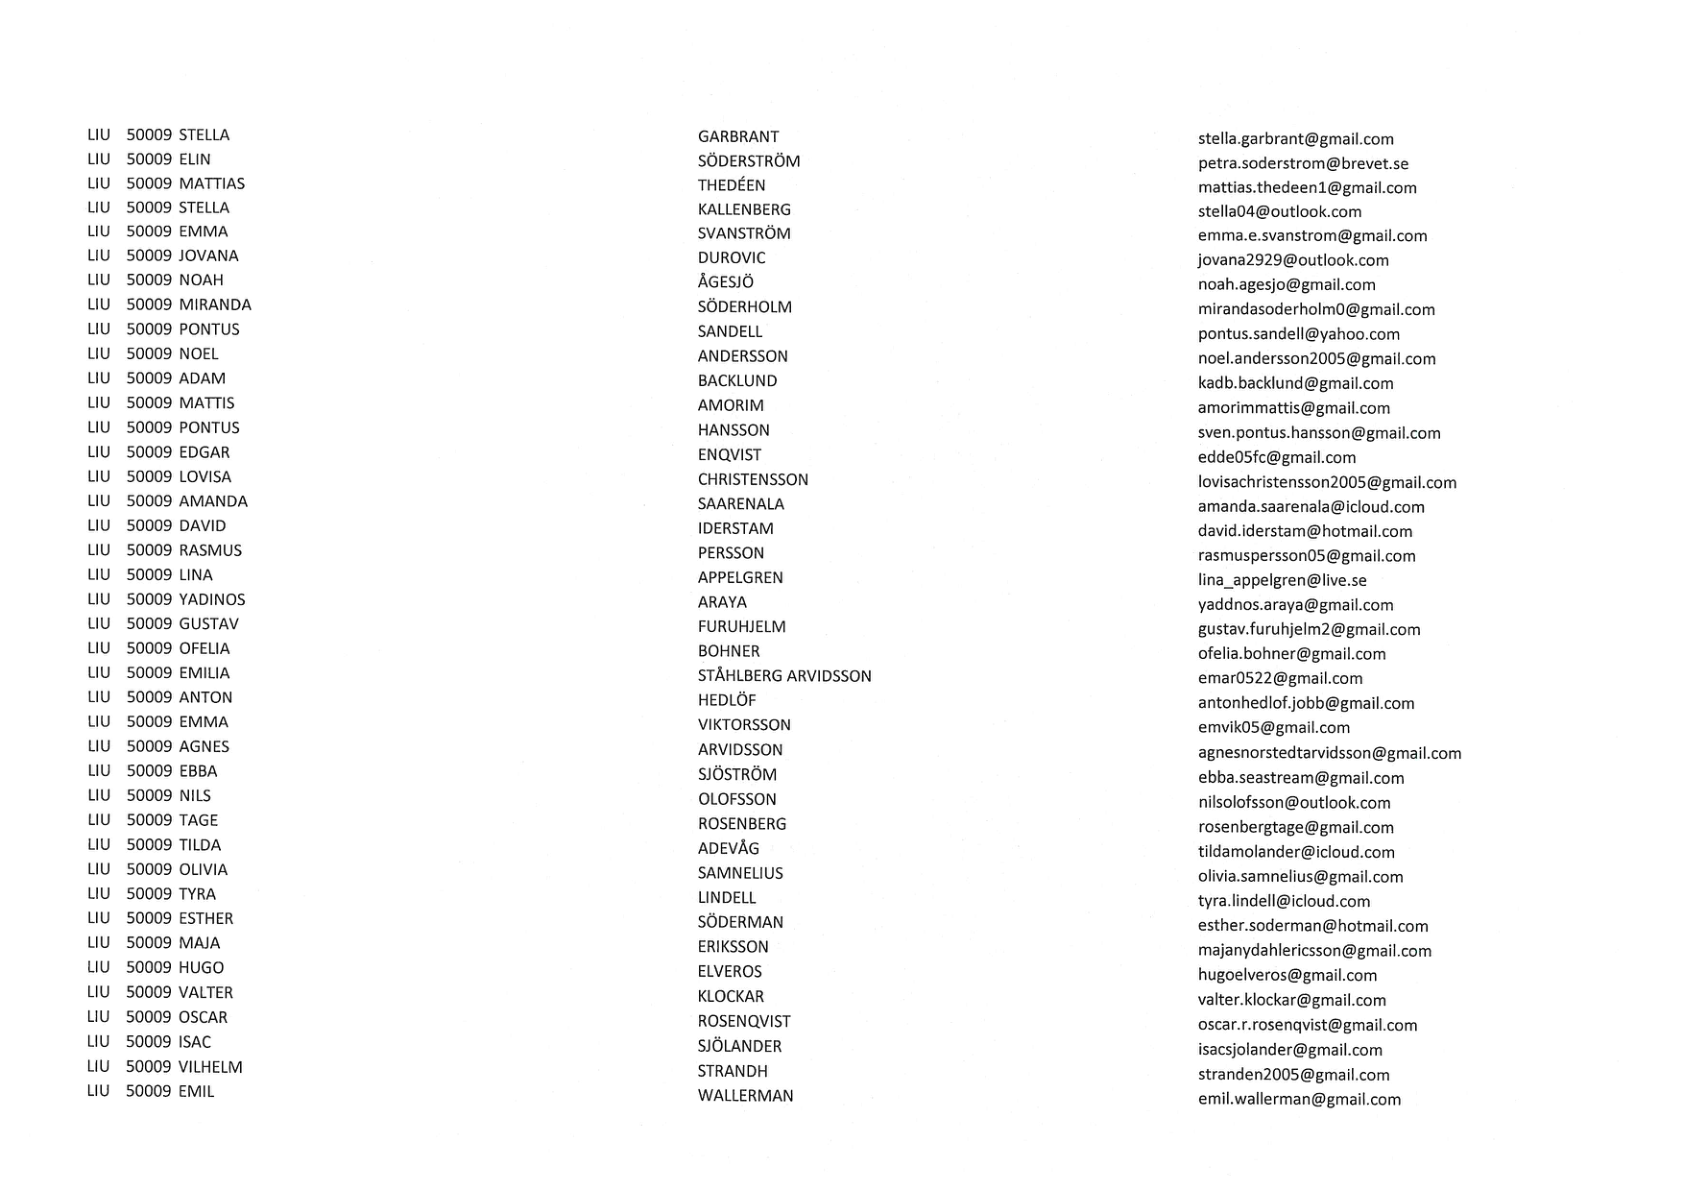 LIU 50009 STELLA GARBRANT stella.garbrant@gmail.com
LIU 50009 ELIN SÖDERSTRÖM petra.soderstrom@brevet.se
LIU 50009 MATTIAS THEDÉEN mattias.thedeen1@gmail.com
LIU 50009 STELLA KALLENBERG stella04@outlook.com
LIU 50009 EMMA SVANSTRÖM emma.e.svanstrom@gmail.com
LIU 50009 JOVANA DUROVIC jovana2929@outlook.com
LIU 50009 NOAH ÅGESJÖ noah.agesjo@gmail.com
LIU 50009 MIRANDA SÖDERHOLM mirandasoderholm0@gmail.com
LIU 50009 PONTUS SANDELL pontus.sandell@yahoo.com
LIU 50009 NOEL ANDERSSON noel.andersson2005@gmail.com
LIU 50009 ADAM BACKLUND kadb.backlund@gmail.com
LIU 50009 MATTIS AMORIM amorimmattis@gmail.com
LIU 50009 PONTUS HANSSON sven.pontus.hansson@gmail.com
LIU 50009 EDGAR ENQVIST edde05fc@gmail.com
LIU 50009 LOVISA CHRISTENSSON lovisachristensson2005@gmail.com
LIU 50009 AMANDA SAARENALA amanda.saarenala@icloud.com
LIU 50009 DAVID IDERSTAM david.iderstam@hotmail.com
LIU 50009 RASMUS PERSSON rasmuspersson05@gmail.com
LIU 50009 LINA APPELGREN lina_appelgren@live.se
LIU 50009 YADINOS ARAYA yaddnos.araya@gmail.com
LIU 50009 GUSTAV FURUHJELM gustav.furuhjelm2@gmail.com
LIU 50009 OFELIA BOHNER ofelia.bohner@gmail.com
LIU 50009 EMILIA STÅHLBERG ARVIDSSON emar0522@gmail.com
LIU 50009 ANTON HEDLÖF antonhedlof.jobb@gmail.com
LIU 50009 EMMA VIKTORSSON emvik05@gmail.com
LIU 50009 AGNES ARVIDSSON agnesnorstedtarvidsson@gmail.com
LIU 50009 EBBA SJÖSTRÖM ebba.seastream@gmail.com
LIU 50009 NILS OLOFSSON nilsolofsson@outlook.com
LIU 50009 TAGE ROSENBERG rosenbergtage@gmail.com
LIU 50009 TILDA ADEVÅG tildamolander@icloud.com
LIU 50009 OLIVIA SAMNELIUS olivia.samnelius@gmail.com
LIU 50009 TYRA LINDELL tyra.lindell@icloud.com
LIU 50009 ESTHER SÖDERMAN esther.soderman@hotmail.com
LIU 50009 MAJA ERIKSSON majanydahlericsson@gmail.com
LIU 50009 HUGO ELVEROS hugoelveros@gmail.com
LIU 50009 VALTER KLOCKAR valter.klockar@gmail.com
LIU 50009 OSCAR ROSENQVIST oscar.r.rosenqvist@gmail.com
LIU 50009 ISAC SJÖLANDER isacsjolander@gmail.com
LIU 50009 VILHELM STRANDH stranden2005@gmail.com
LIU 50009 EMIL WALLERMAN emil.wallerman@gmail.com